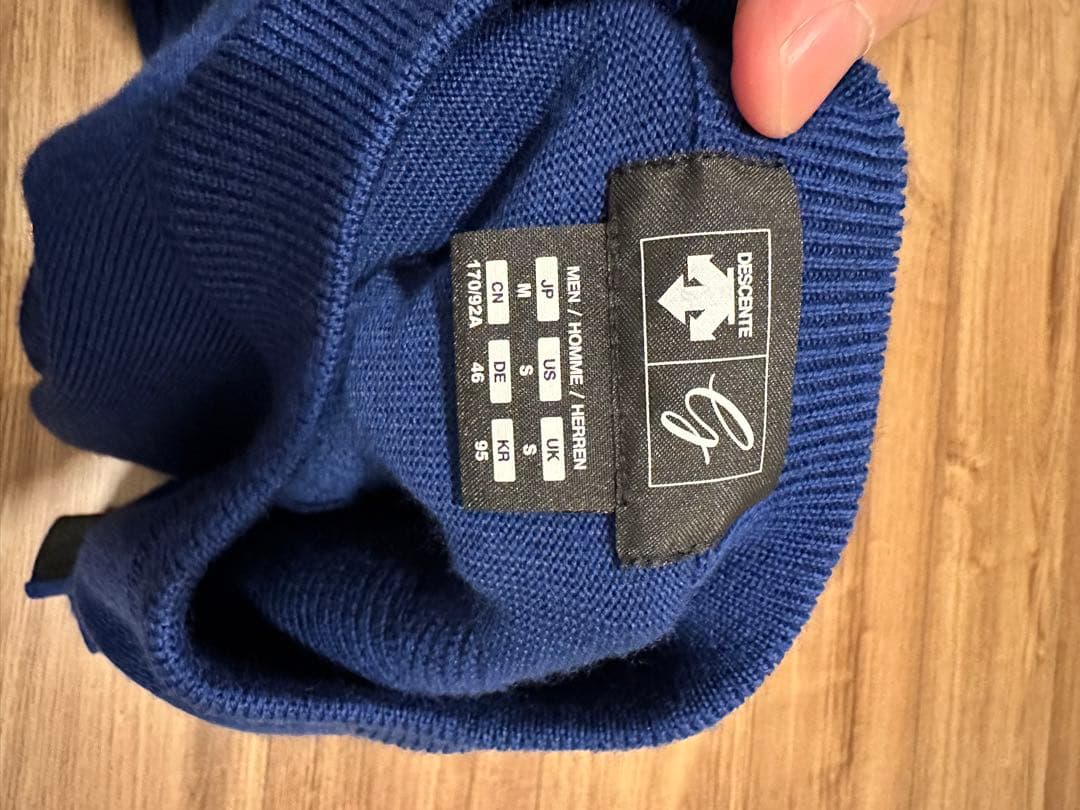 DESCENTE
MEN / HOMME / HERREN
JP US UK
M S S
CN DE KR
170/92A 46 95